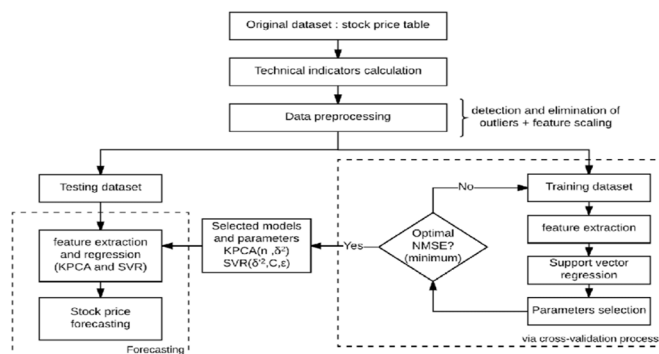 Original dataset : stock price table
Technical indicators calculation
Data preprocessing
detection and elimination of
outliers + feature scaling
Testing dataset
feature extraction
and regression
(KPCA and SVR)
Stock price
forecasting
Forecasting
Selected models
and parameters
KPCA(n ,δ²)
SVR(δ'²,C,ε)
Yes
Optimal
NMSE?
(minimum)
No
Training dataset
feature extraction
Support vector
regression
Parameters selection
via cross-validation process